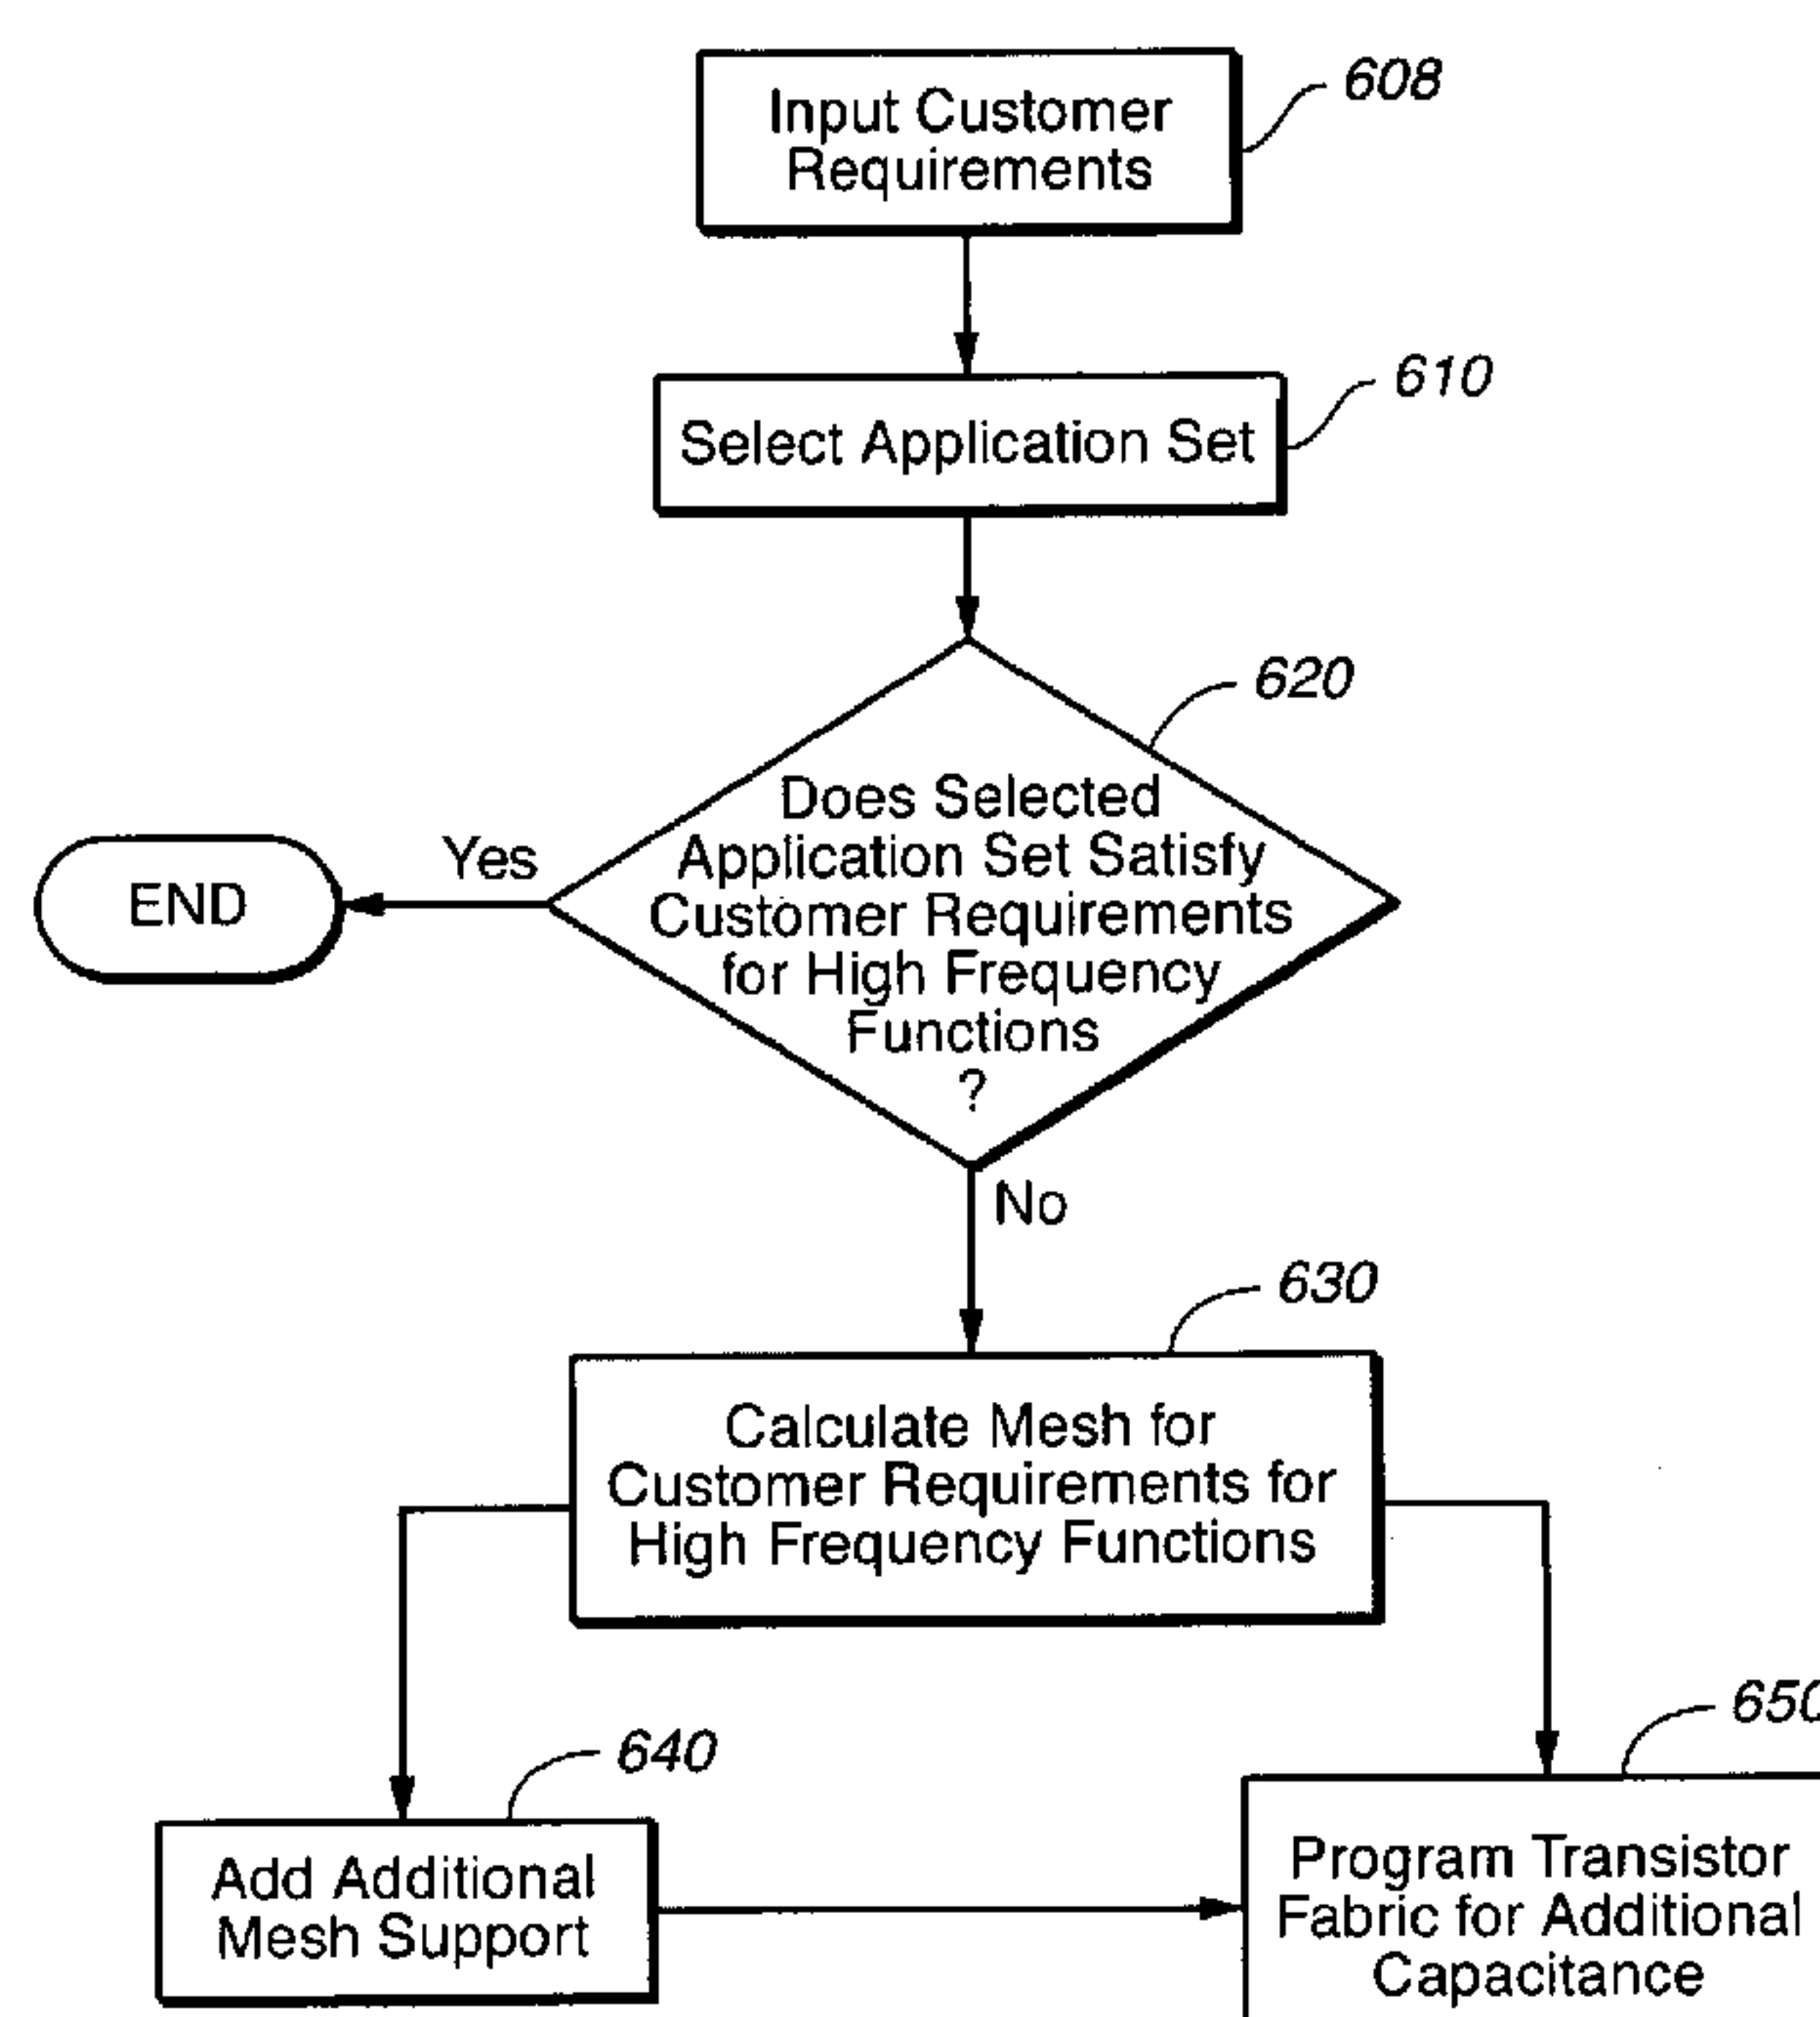 Input Customer
Requirements
608
Select Application Set
610
620
Does Selected
Application Set Satisfy
Customer Requirements
for High Frequency
Functions
?
Yes
END
No
630
Calculate Mesh for
Customer Requirements for
High Frequency Functions
640
Add Additional
Mesh Support
650
Program Transistor
Fabric for Additional
Capacitance